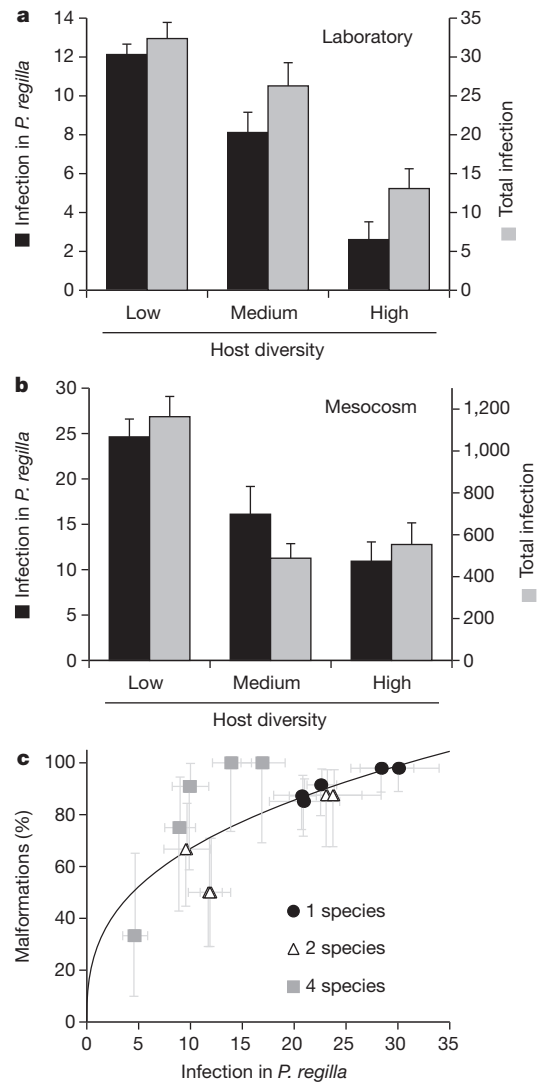 a
Laboratory
Infection in P. regilla
14
12
10
8
6
4
2
0
35
30
25
20
15
10
5
0
Total infection
Low Medium High
Host diversity
b
Mesocosm
Infection in P. regilla
30
25
20
15
10
5
0
1,200
1,000
800
600
400
200
0
Total infection
Low Medium High
Host diversity
c
Malformations (%)
100
80
60
40
20
0
1 species
2 species
4 species
0 5 10 15 20 25 30 35
Infection in P. regilla